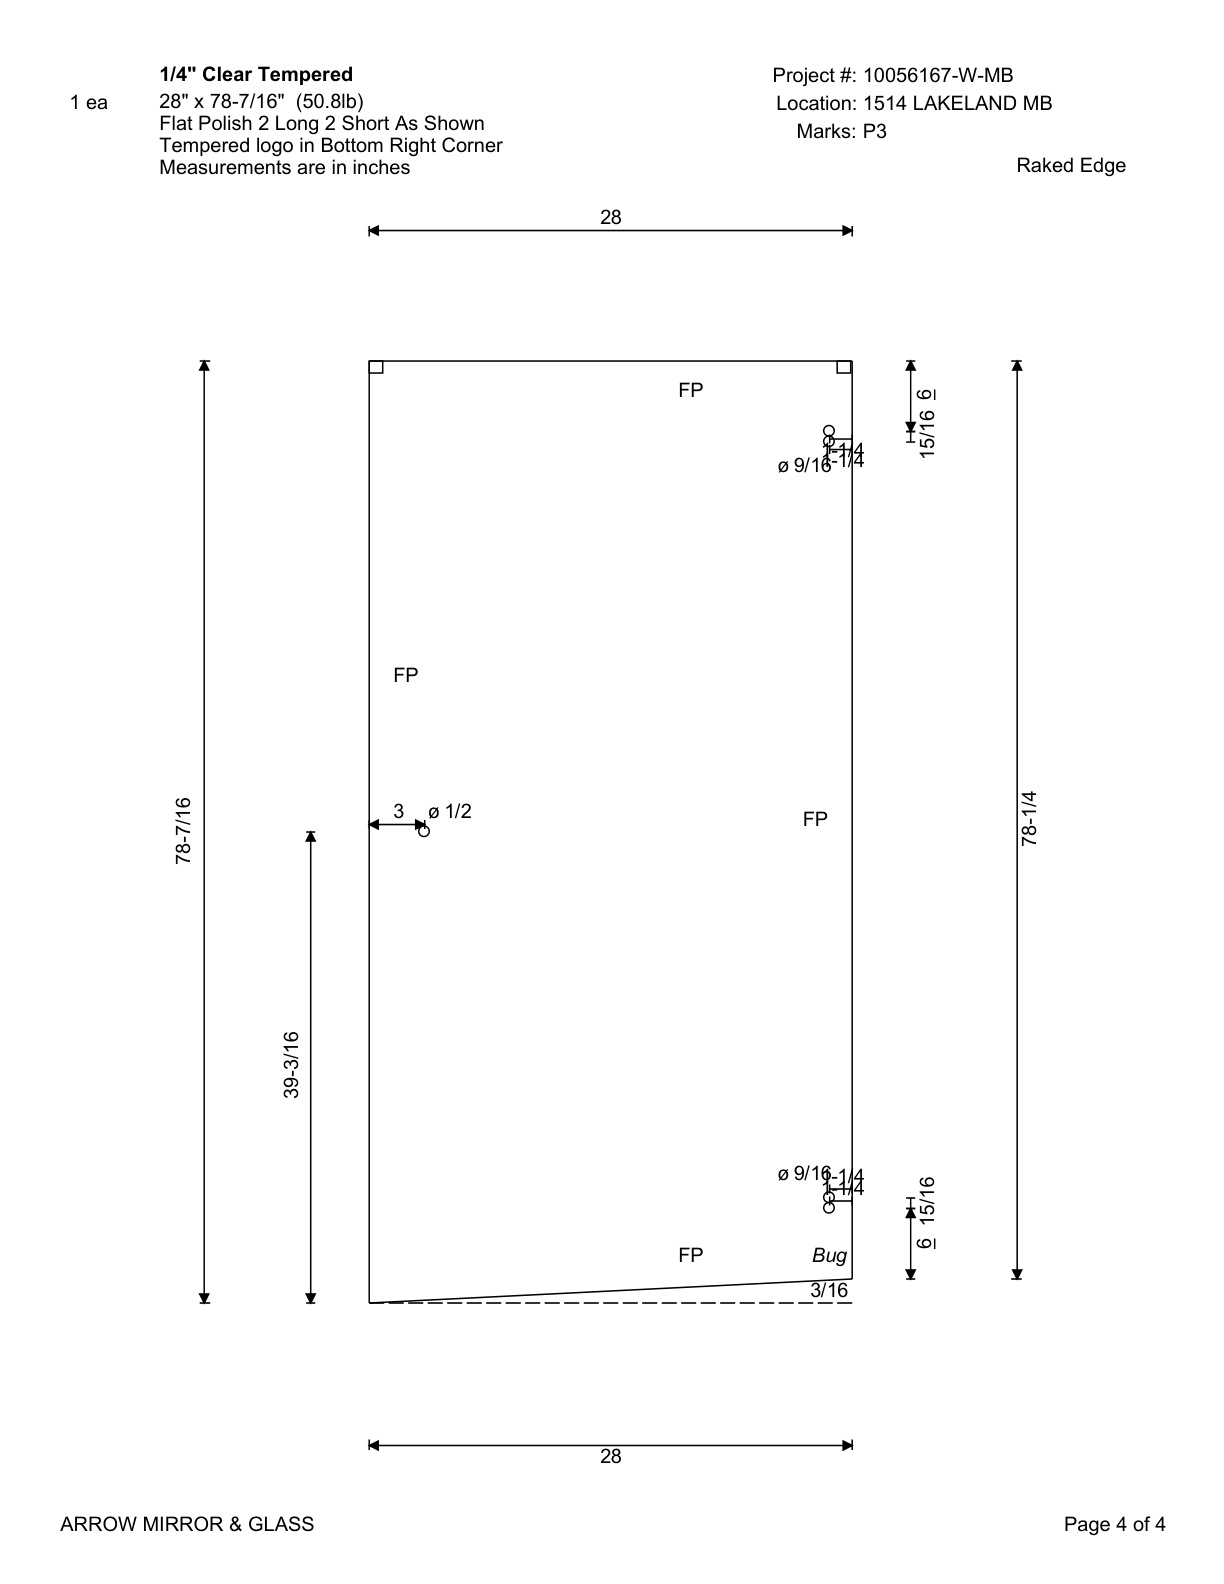 1/4" Clear Tempered
1 ea
28" x 78-7/16" (50.8lb)
Flat Polish 2 Long 2 Short As Shown
Tempered logo in Bottom Right Corner
Measurements are in inches
Project #: 10056167-W-MB
Location: 1514 LAKELAND MB
Marks: P3
Raked Edge
28
FP
6
15/16
1-1/4
1-1/4
ø 9/16
FP
78-7/16
3
ø 1/2
FP
78-1/4
39-3/16
ø 9/16
1-1/4
1-1/4
15/16
6
FP
Bug
3/16
28
ARROW MIRROR & GLASS
Page 4 of 4